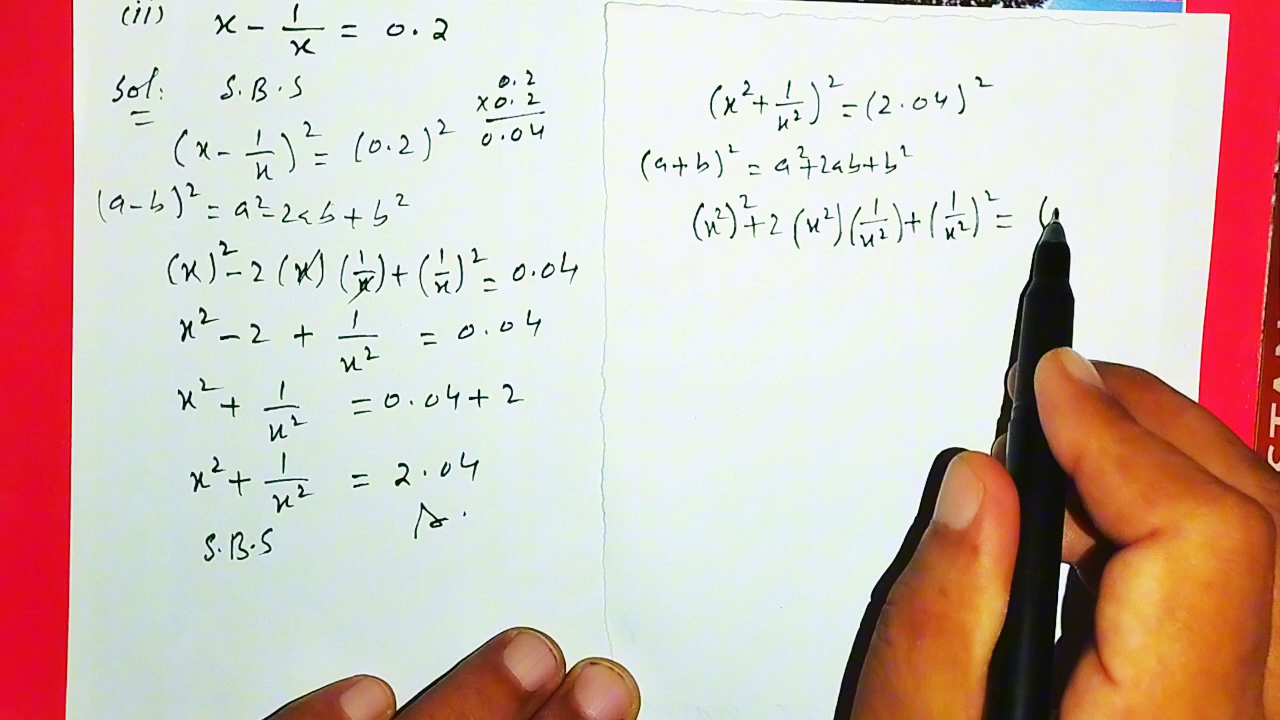 (ii) x - 1/x = 0.2
Sol: S.B.S
0.2
x0.2
0.04
(x - 1/x)² = (0.2)²
(a-b)² = a²-2ab+b²
(x)² - 2(x)(1/x) + (1/x)² = 0.04
x² - 2 + 1/x² = 0.04
x² + 1/x² = 0.04+2
x² + 1/x² = 2.04
S.B.S
(x² + 1/x²)² = (2.04)²
(a+b)² = a²+2ab+b²
(x²)² + 2(x²)(1/x²) + (1/x²)² = (